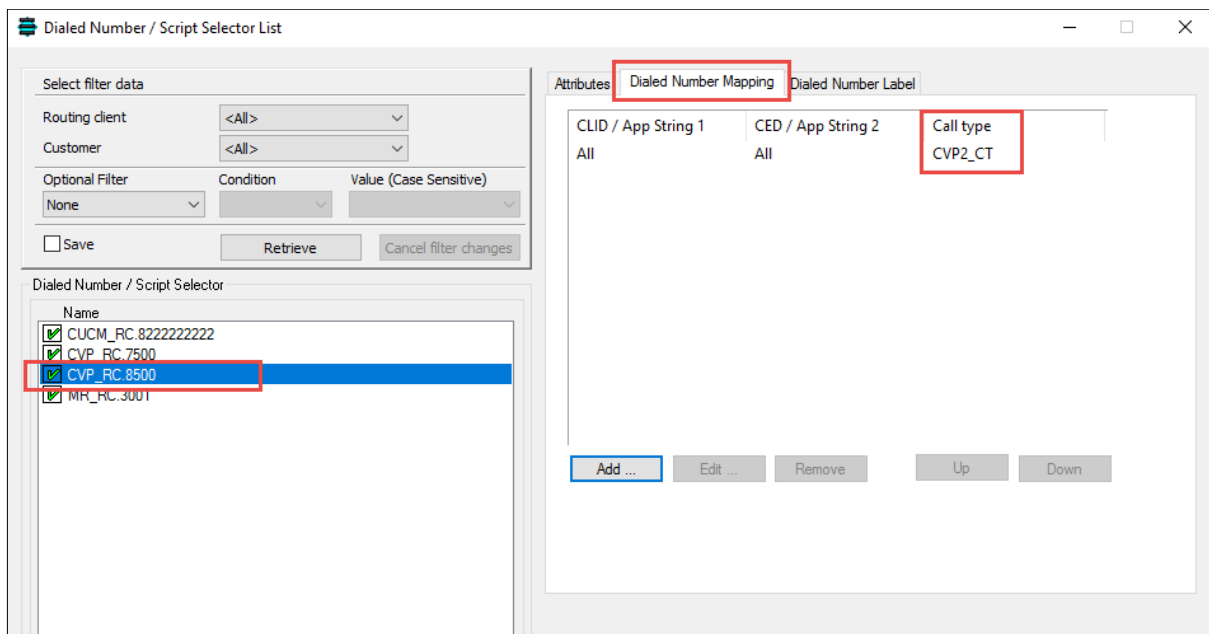 Dialed Number / Script Selector List
Select filter data
Routing client
<All>
Customer
<All>
Optional Filter
Condition
Value (Case Sensitive)
None
Save
Retrieve
Cancel filter changes
Dialed Number / Script Selector
Name
CUCM_RC.8222222222
CVP_RC.7500
CVP_RC.8500
MR_RC.3001
Attributes
Dialed Number Mapping
Dialed Number Label
CLID / App String 1
CED / App String 2
Call type
All
All
CVP2_CT
Add ...
Edit ...
Remove
Up
Down